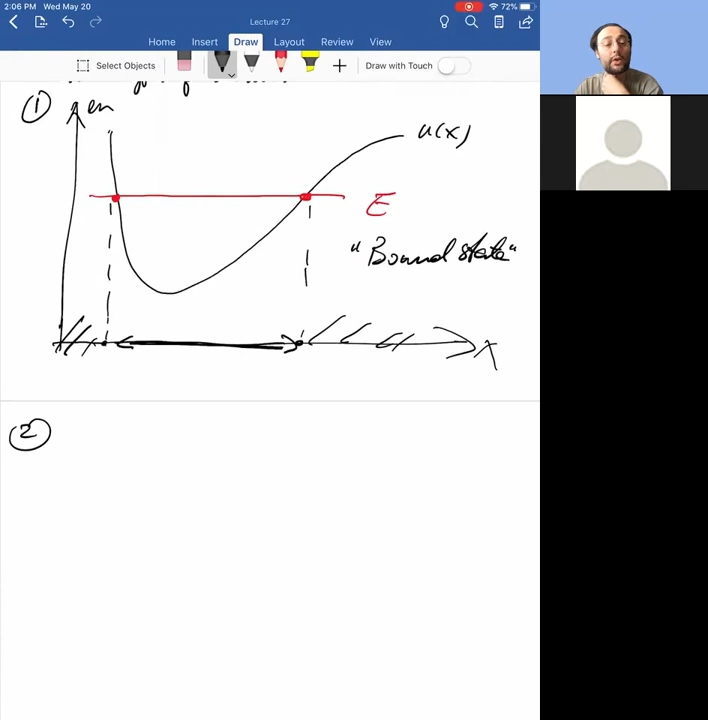 2:06 PM Wed May 20
72%
Lecture 27
Home Insert Draw Layout Review View
Select Objects
Draw with Touch
1
en
u(x)
E
"Bound state"
X
2